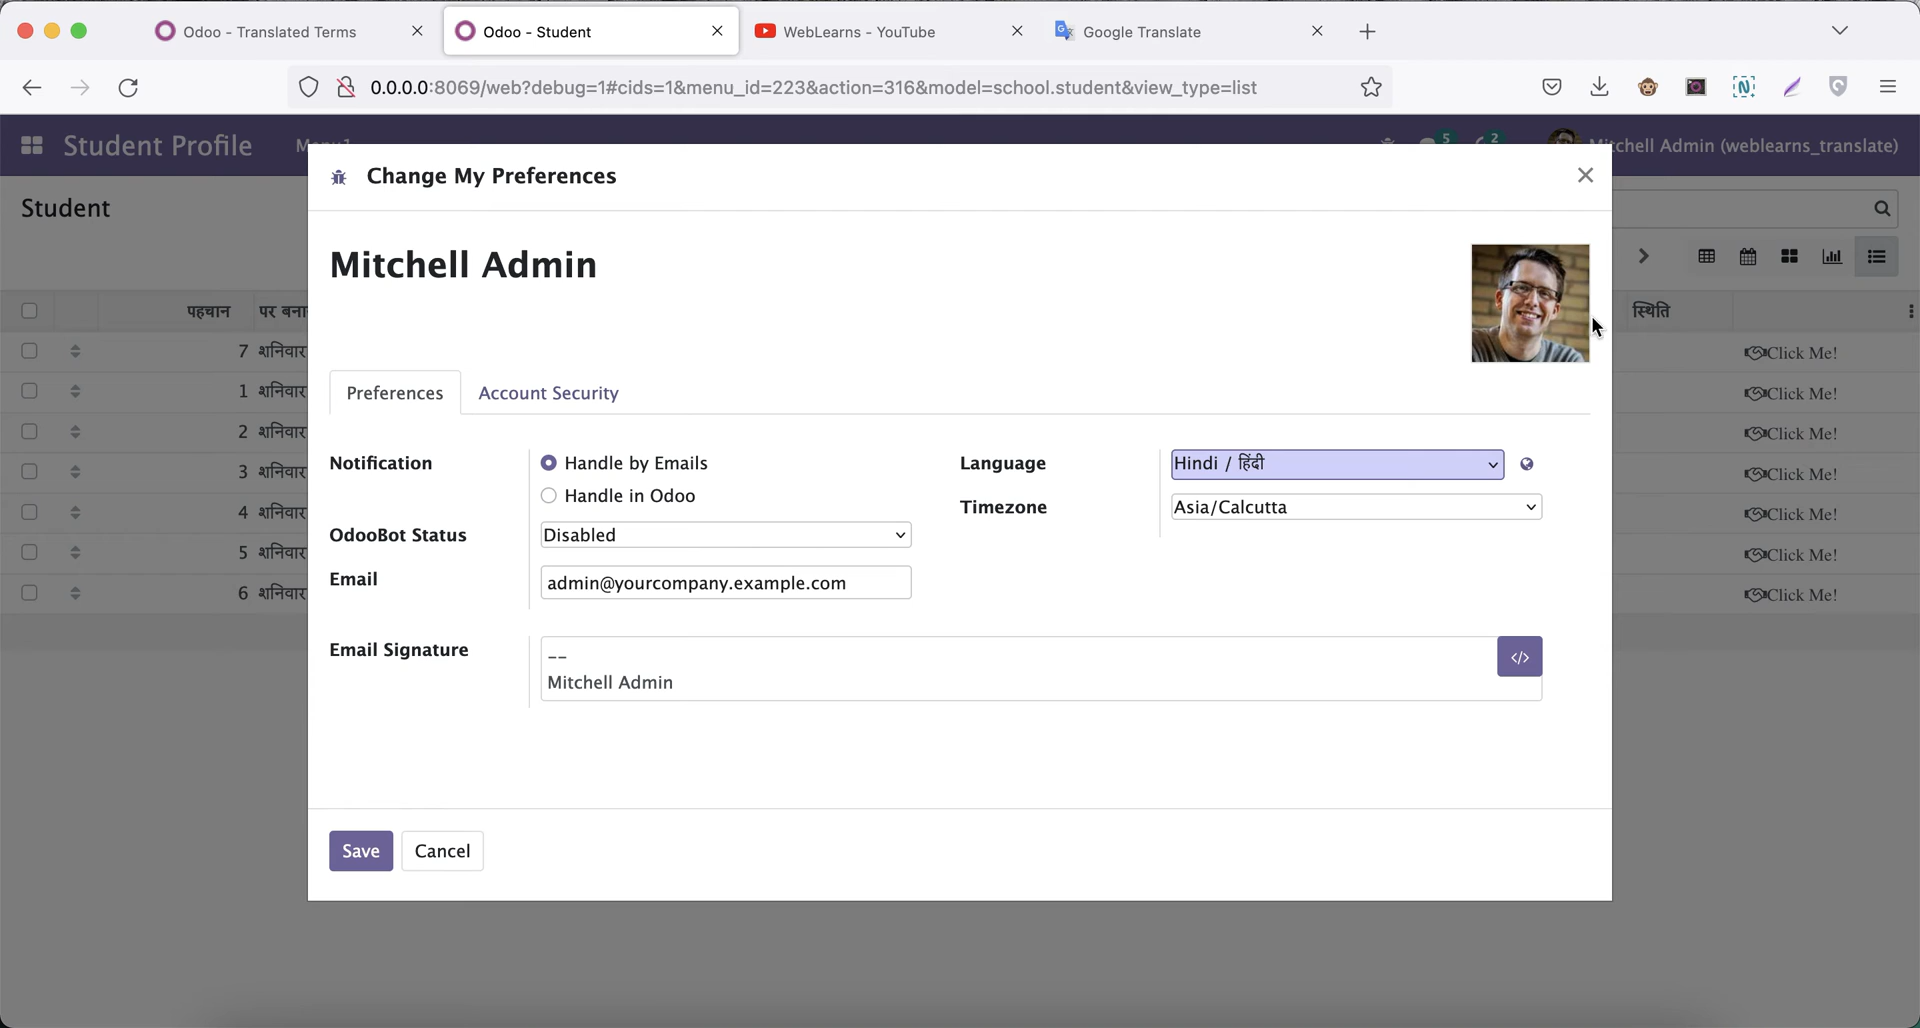 Odoo - Translated Terms
Odoo - Student
WebLearns - YouTube
Google Translate
0.0.0.0:8069/web?debug=1#cids=1&menu_id=223&action=316&model=school.student&view_type=list
Student Profile
5
2
Mitchell Admin (weblearns_translate)
Change My Preferences
Student
Mitchell Admin
पहचान
पर
स्थिति
7 शनिवार
Click Me!
1 शनिवार
Click Me!
2 शनिवार
Click Me!
3 शनिवार
Click Me!
4 शनिवार
Click Me!
5 शनिवार
Click Me!
6 शनिवार
Click Me!
Preferences
Account Security
Notification
Handle by Emails
Handle in Odoo
OdooBot Status
Disabled
Email
admin@yourcompany.example.com
Language
Hindi / हिंदी
Timezone
Asia/Calcutta
Email Signature
--
Mitchell Admin
</>
Save
Cancel